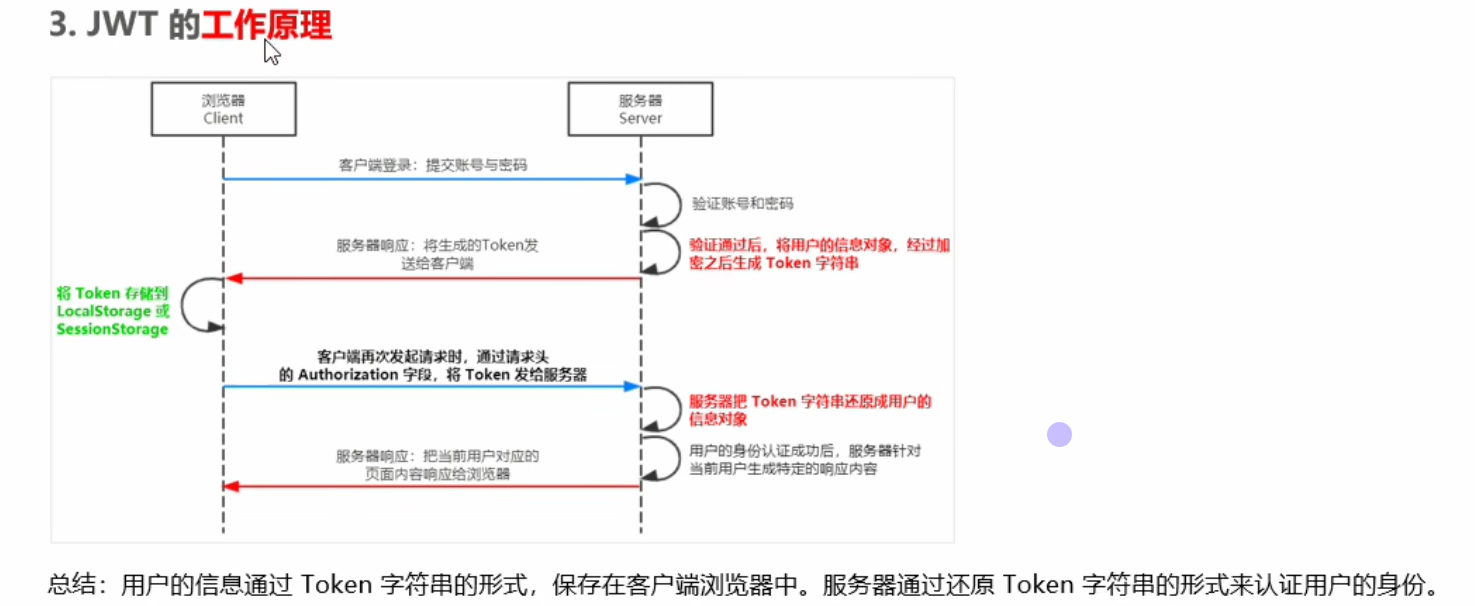 3. JWT 的工作原理
浏览器
Client
服务器
Server
客户端登录：提交账号与密码
验证账号和密码
服务器响应：将生成的Token发
送给客户端
验证通过后，将用户的信息对象，经过加
密之后生成 Token 字符串
将 Token 存储到
LocalStorage 或
SessionStorage
客户端再次发起请求时，通过请求头
的 Authorization 字段，将 Token 发给服务器
服务器把 Token 字符串还原成用户的
信息对象
服务器响应：把当前用户对应的
页面内容响应给浏览器
用户的身份认证成功后，服务器针对
当前用户生成特定的响应内容
总结：用户的信息通过 Token 字符串的形式，保存在客户端浏览器中。服务器通过还原 Token 字符串的形式来认证用户的身份。